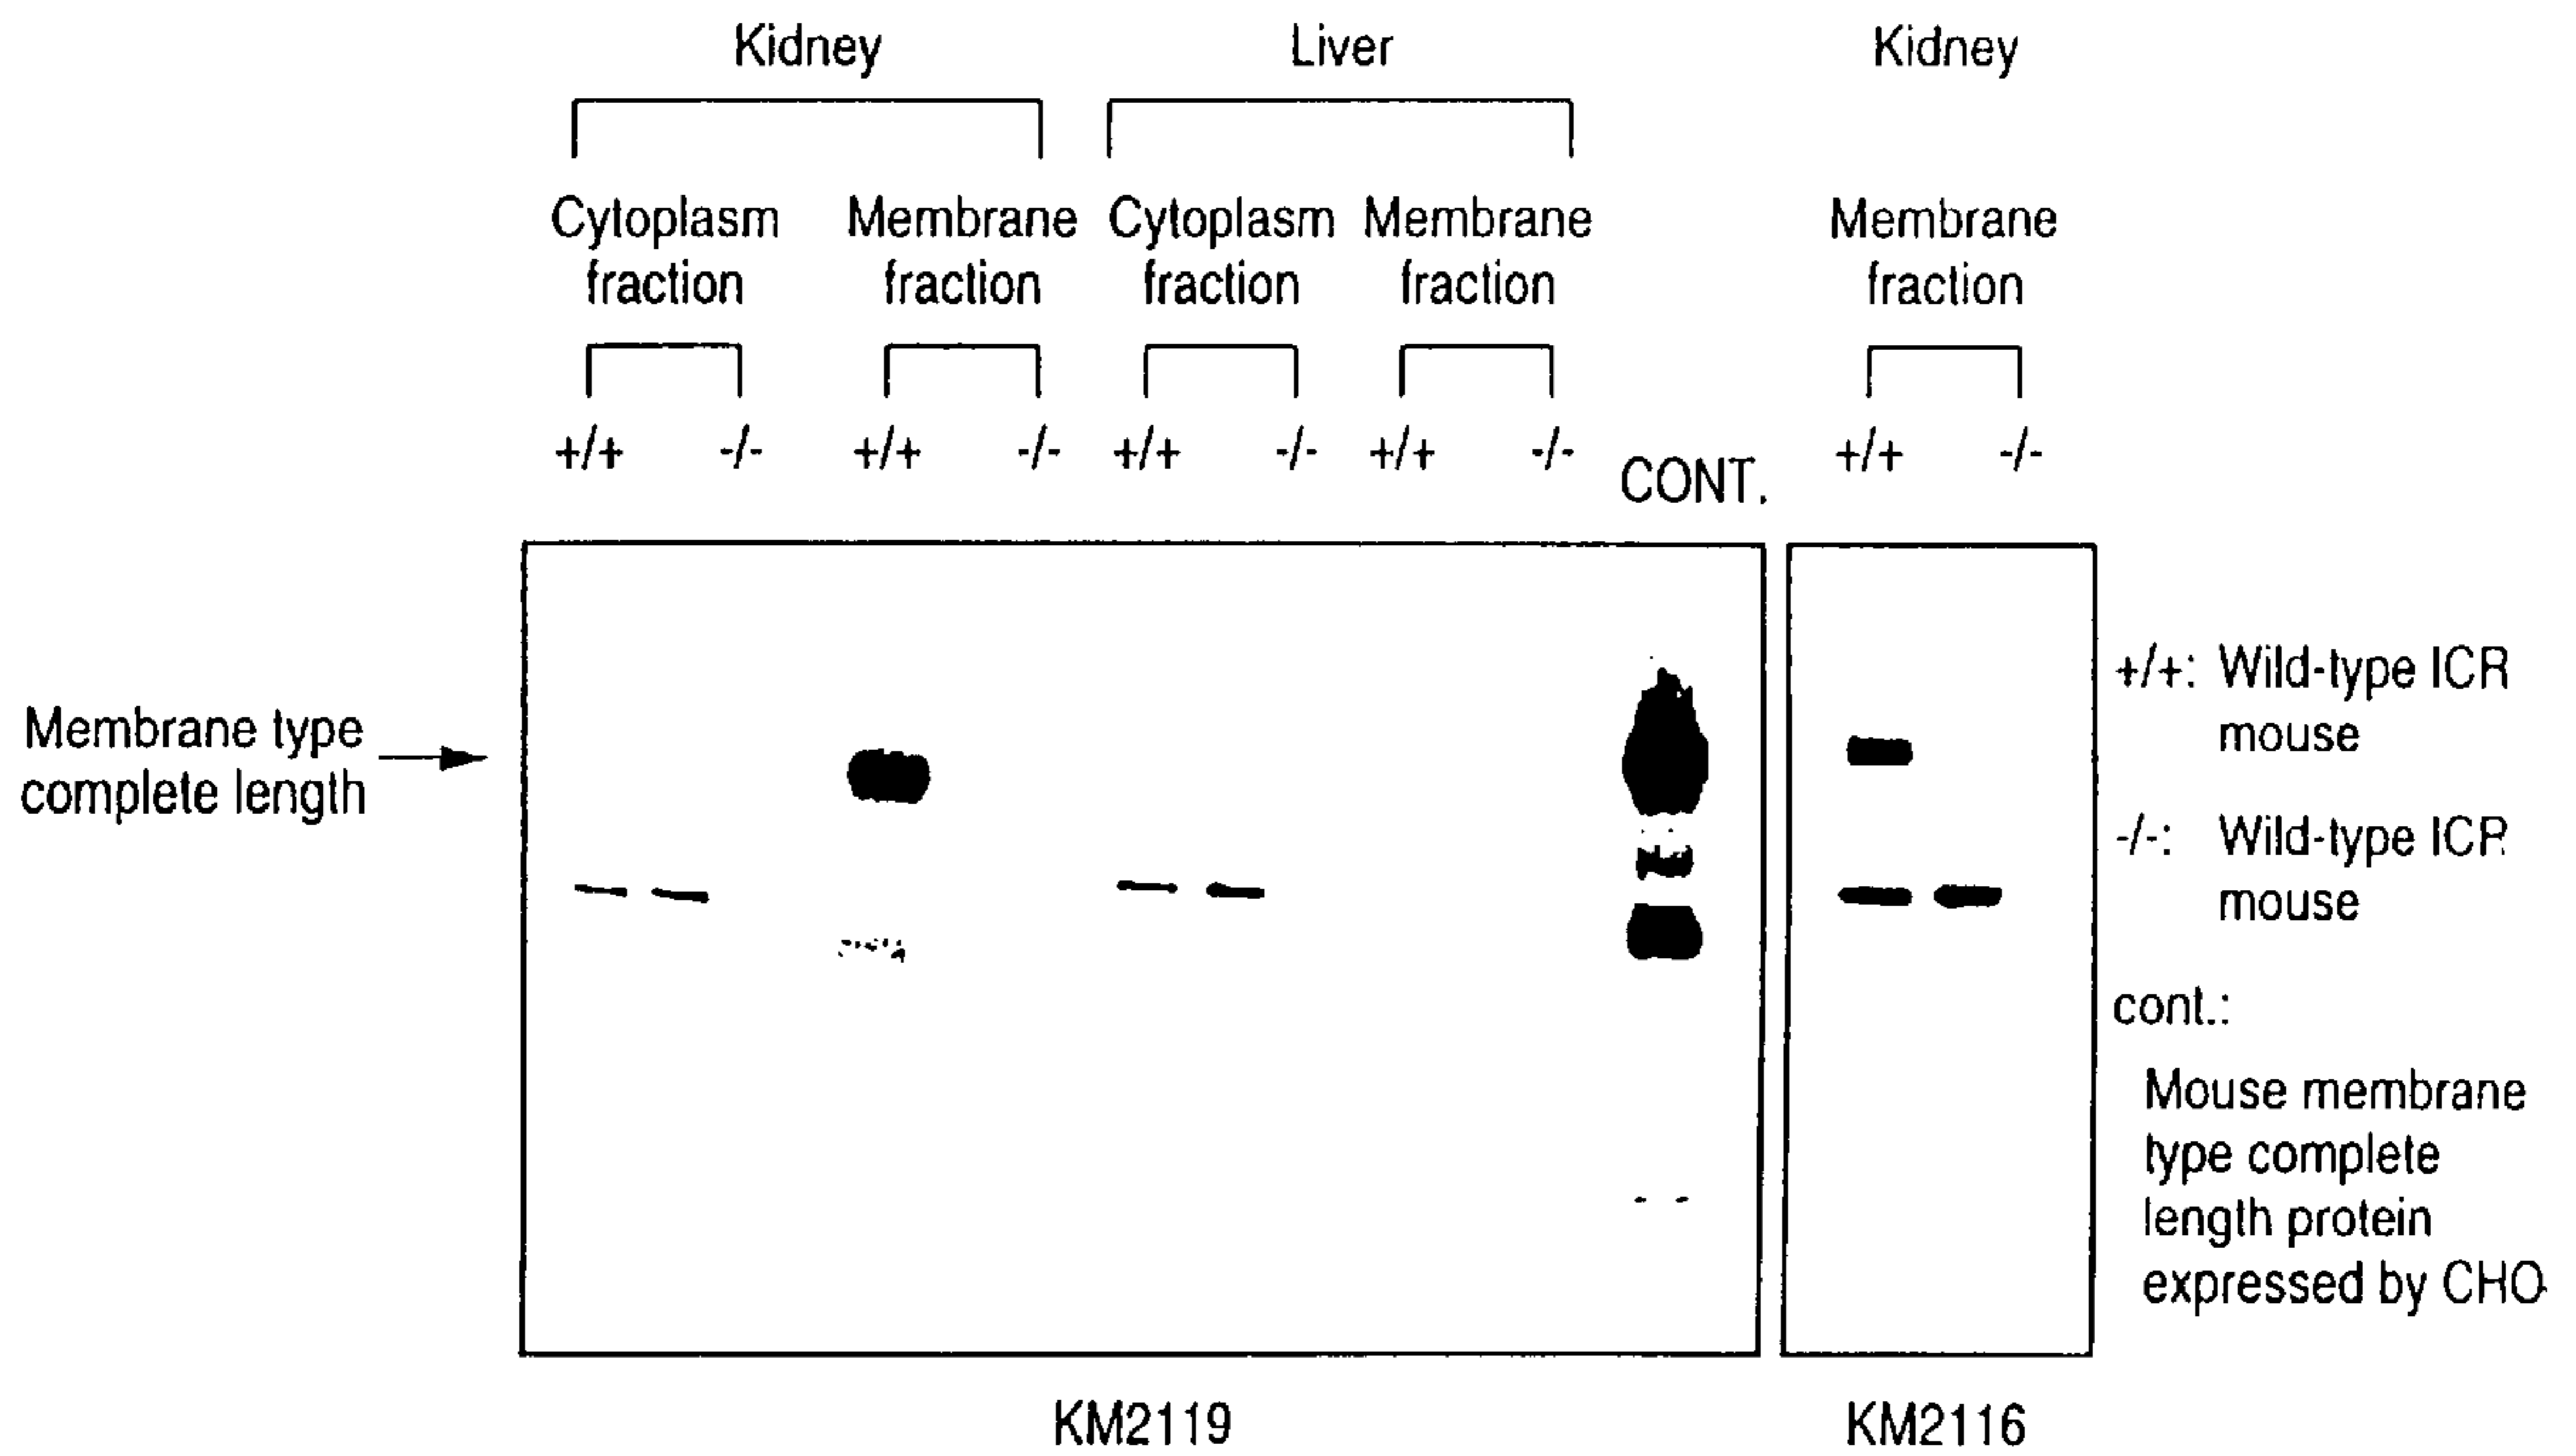 Kidney Liver Kidney
Cytoplasm Membrane Cytoplasm Membrane Membrane
fraction fraction fraction fraction fraction
+/+ -/- +/+ -/- +/+ -/- +/+ -/- CONT. +/+ -/-
Membrane type
complete length
+/+: Wild-type ICR
mouse
-/-: Wild-type ICR
mouse
cont.:
Mouse membrane
type complete
length protein
expressed by CHO
KM2119 KM2116